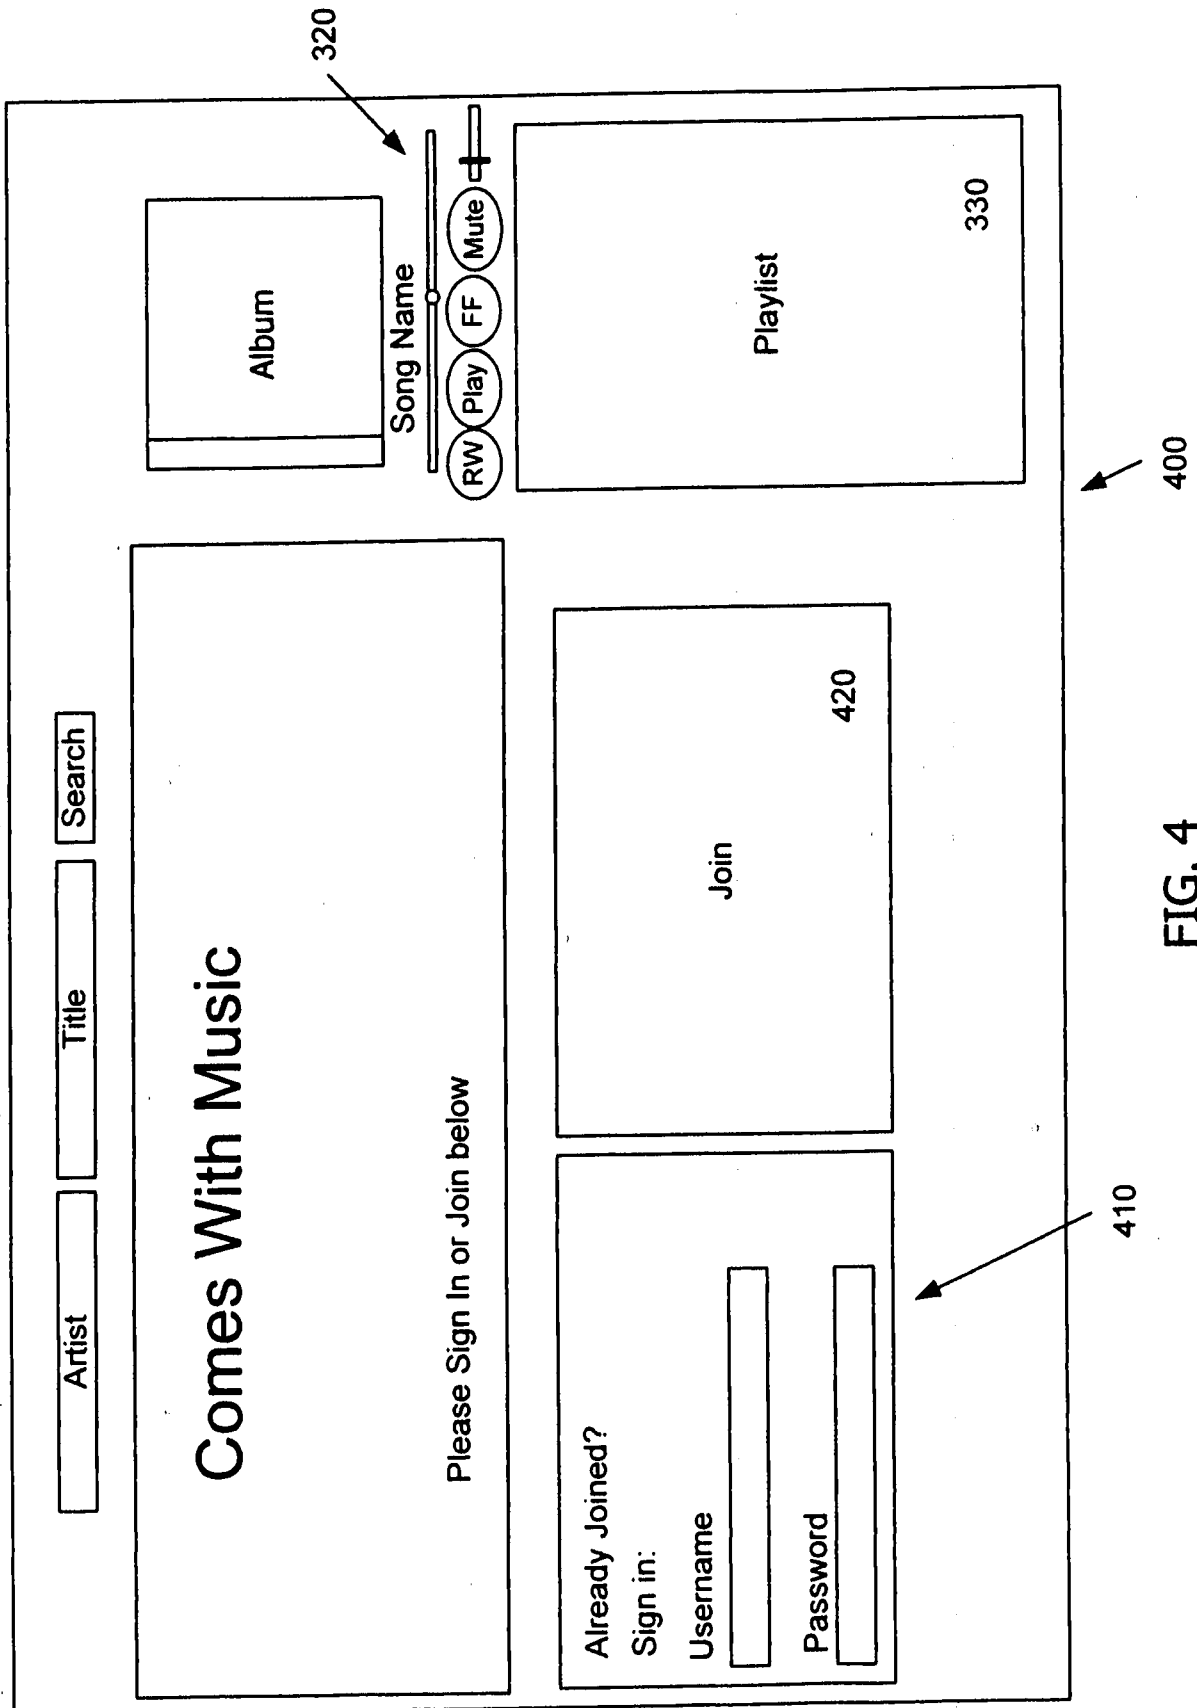 Artist
Title
Search
Comes With Music
Please Sign In or Join below
Album
320
Song Name
RW
Play
FF
Mute
Already Joined?
Sign in:
Username
Password
410
Join
420
Playlist
330
400
FIG. 4